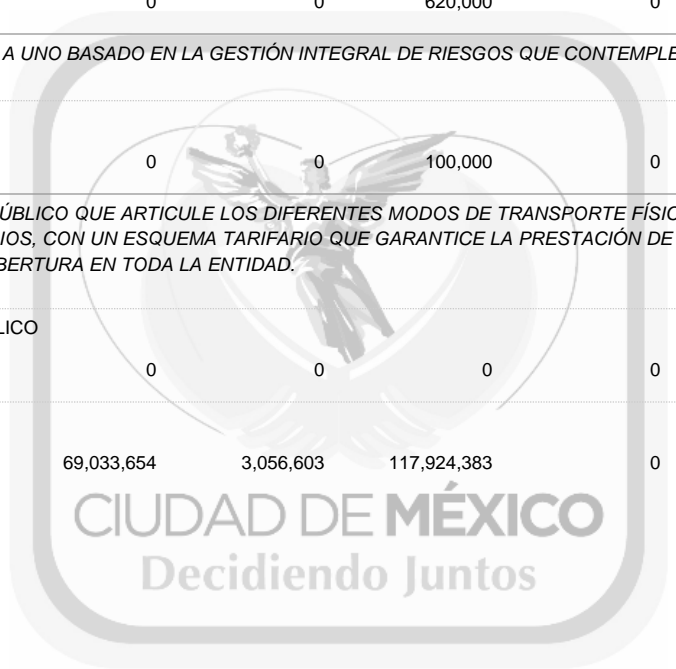 0 0 620,000 0
A UNO BASADO EN LA GESTIÓN INTEGRAL DE RIESGOS QUE CONTEMPLE
0 0 100,000 0
ÚBLICO QUE ARTICULE LOS DIFERENTES MODOS DE TRANSPORTE FÍSIC
IOS, CON UN ESQUEMA TARIFARIO QUE GARANTICE LA PRESTACIÓN DE
BERTURA EN TODA LA ENTIDAD.
LICO
0 0 0 0
69,033,654 3,056,603 117,924,383 0
CIUDAD DE MÉXICO
Decidiendo Juntos